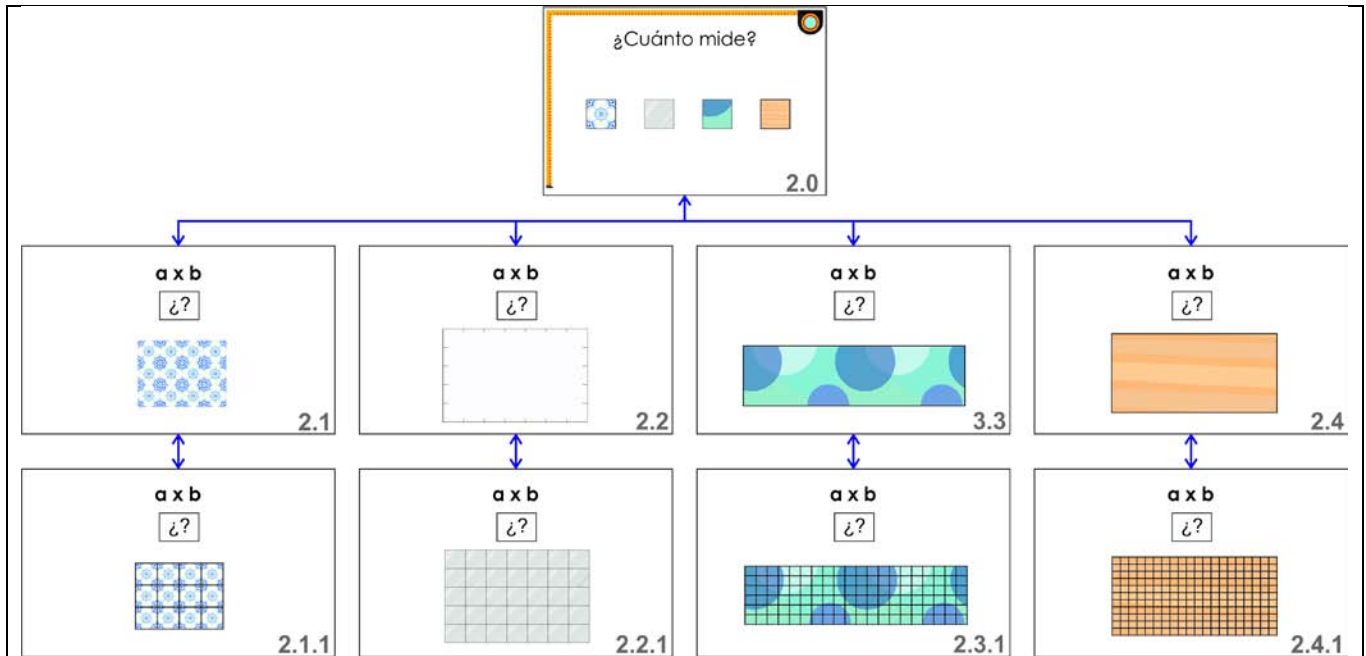 ¿Cuánto mide?
2.0
a x b
¿?
2.1
a x b
¿?
2.2
a x b
¿?
3.3
a x b
¿?
2.4
a x b
¿?
2.1.1
a x b
¿?
2.2.1
a x b
¿?
2.3.1
a x b
¿?
2.4.1